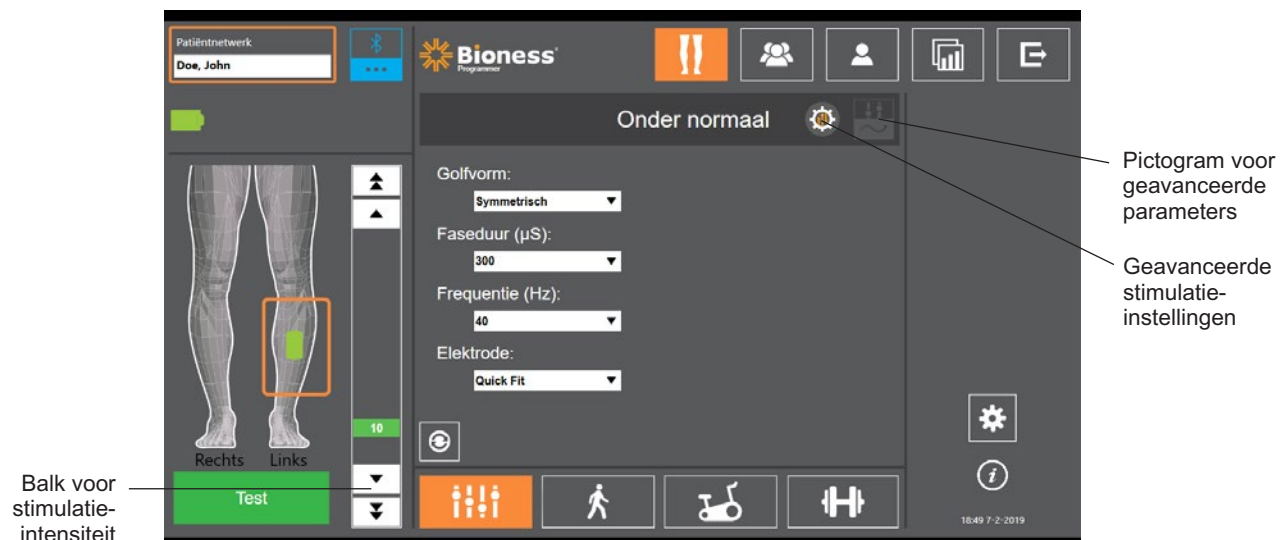 Patiëntnetwerk
Doe, John
Bioness
Programmer
Onder normaal
Golfvorm:
Symmetrisch
Faseduur (µS):
300
Frequentie (Hz):
40
Elektrode:
Quick Fit
10
Rechts Links
Test
18:49 7-2-2019
Pictogram voor
geavanceerde
parameters
Geavanceerde
stimulatie-
instellingen
Balk voor
stimulatie-
intensiteit